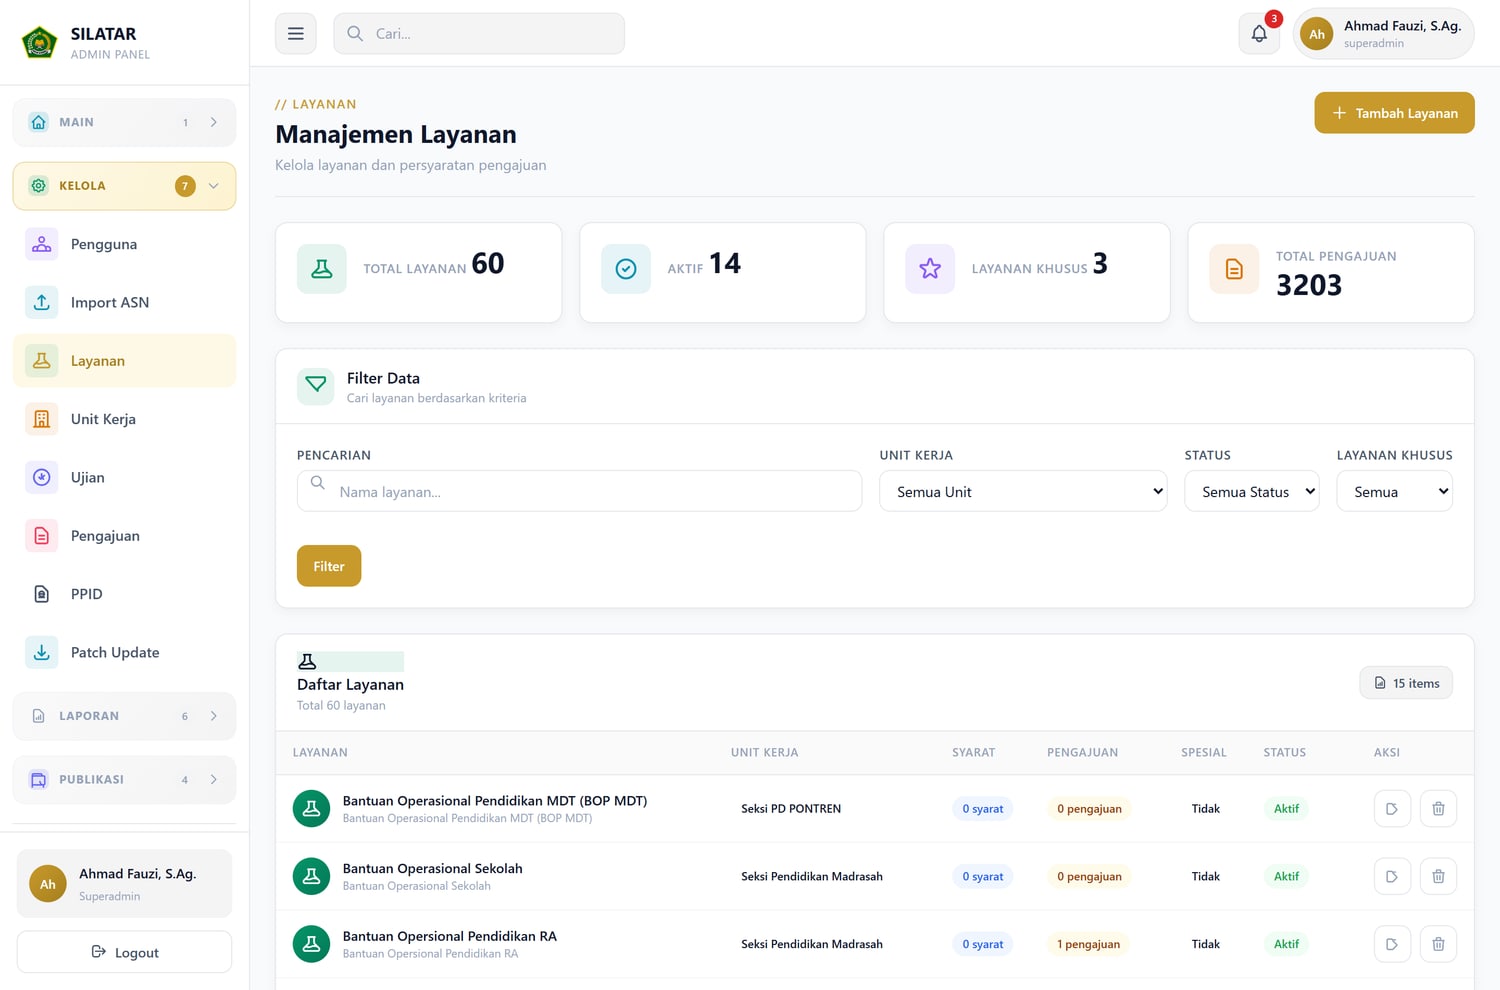 SILATAR
ADMIN PANEL
MAIN 1
KELOLA 7
Pengguna
Import ASN
Layanan
Unit Kerja
Ujian
Pengajuan
PPID
Patch Update
LAPORAN 6
PUBLIKASI 4
Ah Ahmad Fauzi, S.Ag.
Superadmin
Logout
Cari...
3
Ah Ahmad Fauzi, S.Ag.
superadmin
// LAYANAN
Manajemen Layanan
Kelola layanan dan persyaratan pengajuan
+ Tambah Layanan
TOTAL LAYANAN 60
AKTIF 14
LAYANAN KHUSUS 3
TOTAL PENGAJUAN
3203
Filter Data
Cari layanan berdasarkan kriteria
PENCARIAN UNIT KERJA STATUS LAYANAN KHUSUS
Nama layanan... Semua Unit Semua Status Semua
Filter
Daftar Layanan
Total 60 layanan
15 items
LAYANAN UNIT KERJA SYARAT PENGAJUAN SPESIAL STATUS AKSI
Bantuan Operasional Pendidikan MDT (BOP MDT) Seksi PD PONTREN 0 syarat 0 pengajuan Tidak Aktif
Bantuan Operasional Pendidikan MDT (BOP MDT)
Bantuan Operasional Sekolah Seksi Pendidikan Madrasah 0 syarat 0 pengajuan Tidak Aktif
Bantuan Operasional Sekolah
Bantuan Opersional Pendidikan RA Seksi Pendidikan Madrasah 0 syarat 1 pengajuan Tidak Aktif
Bantuan Opersional Pendidikan RA